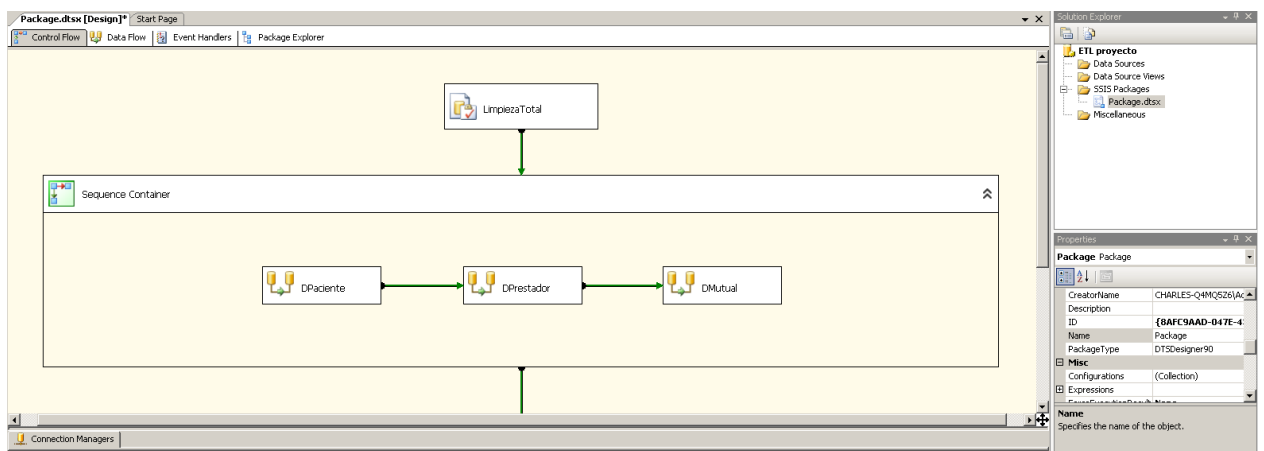 Package.dtsx [Design]* Start Page
Control Flow Data Flow Event Handlers Package Explorer
LimpiezaTotal
Sequence Container
DPaciente DPrestador DMutual
Connection Managers
Solution Explorer
ETL proyecto
Data Sources
Data Source Views
SSIS Packages
Package.dtsx
Miscellaneous
Properties
Package Package
CreatorName CHARLES-Q4MQ5Z6\Ad
Description
ID {8AFC9AAD-047E-4
Name Package
PackageType DTSDesigner90
Misc
Configurations (Collection)
Expressions
Name
Specifies the name of the object.